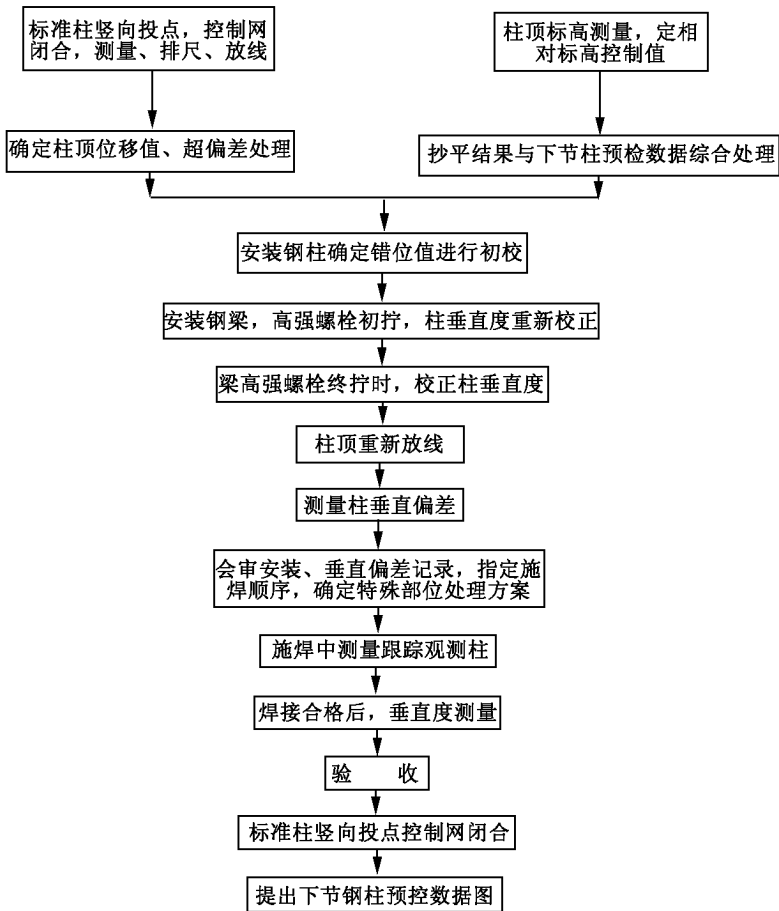 标准柱竖向投点，控制网
闭合，测量、排尺、放线
柱顶标高测量，定相
对标高控制值
确定柱顶位移值、超偏差处理
抄平结果与下节柱预检数据综合处理
安装钢柱确定错位值进行初校
安装钢梁，高强螺栓初拧，柱垂直度重新校正
梁高强螺栓终拧时，校正柱垂直度
柱顶重新放线
测量柱垂直偏差
会审安装、垂直偏差记录，指定施
焊顺序，确定特殊部位处理方案
施焊中测量跟踪观测柱
焊接合格后，垂直度测量
验 收
标准柱竖向投点控制网闭合
提出下节钢柱预控数据图